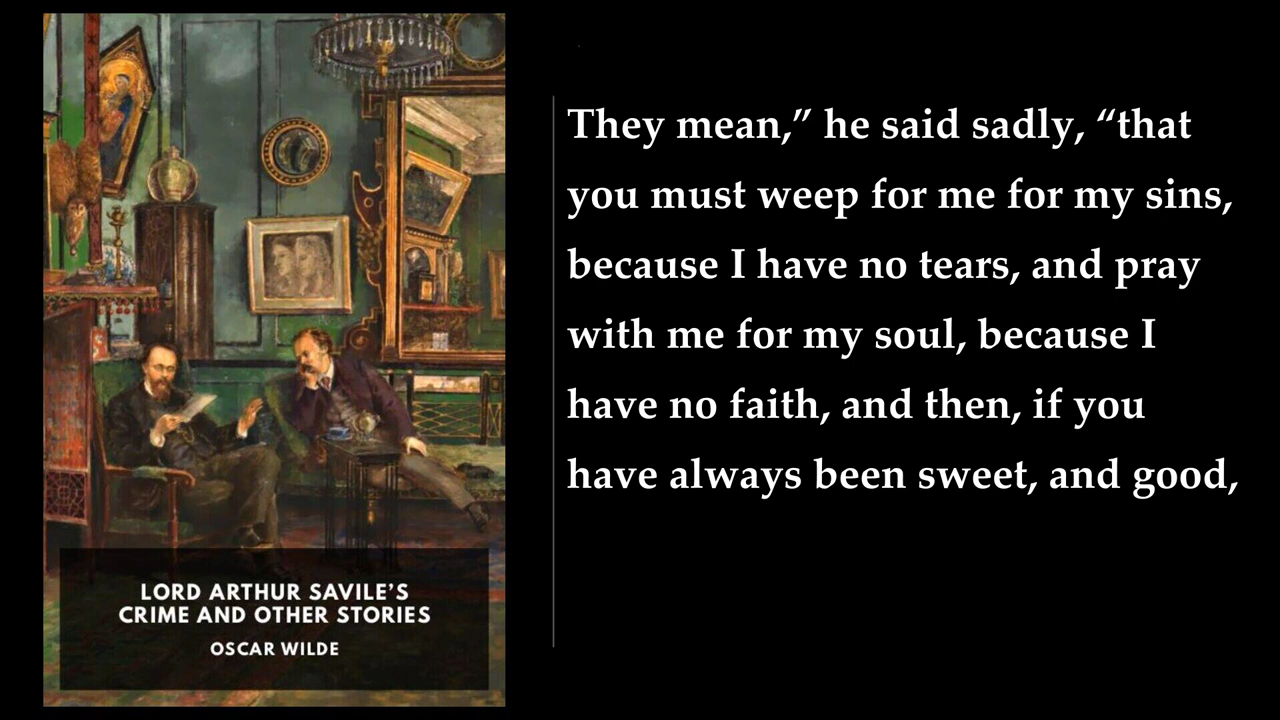 They mean,” he said sadly, “that
you must weep for me for my sins,
because I have no tears, and pray
with me for my soul, because I
have no faith, and then, if you
have always been sweet, and good,
LORD ARTHUR SAVILE’S
CRIME AND OTHER STORIES
OSCAR WILDE